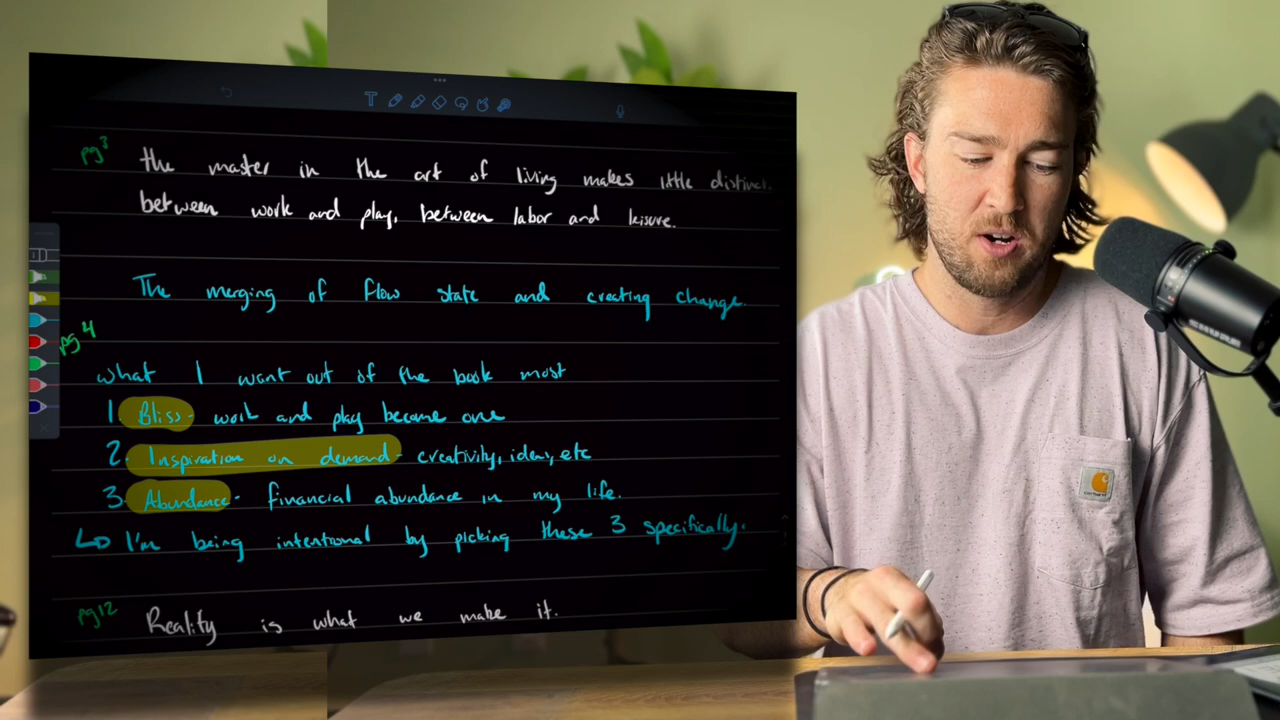 pg3
the master in the art of living makes little distinct.
between work and play, between labor and leisure.
The merging of flow state and creating change.
pg4
what I want out of the book most
1 Bliss- work and play become one
2. Inspiration on demand- creativity, ideas, etc
3. Abundance- financial abundance in my life.
I'm being intentional by picking these 3 specifically.
pg12
Reality is what we make it.
SHURE
carhartt